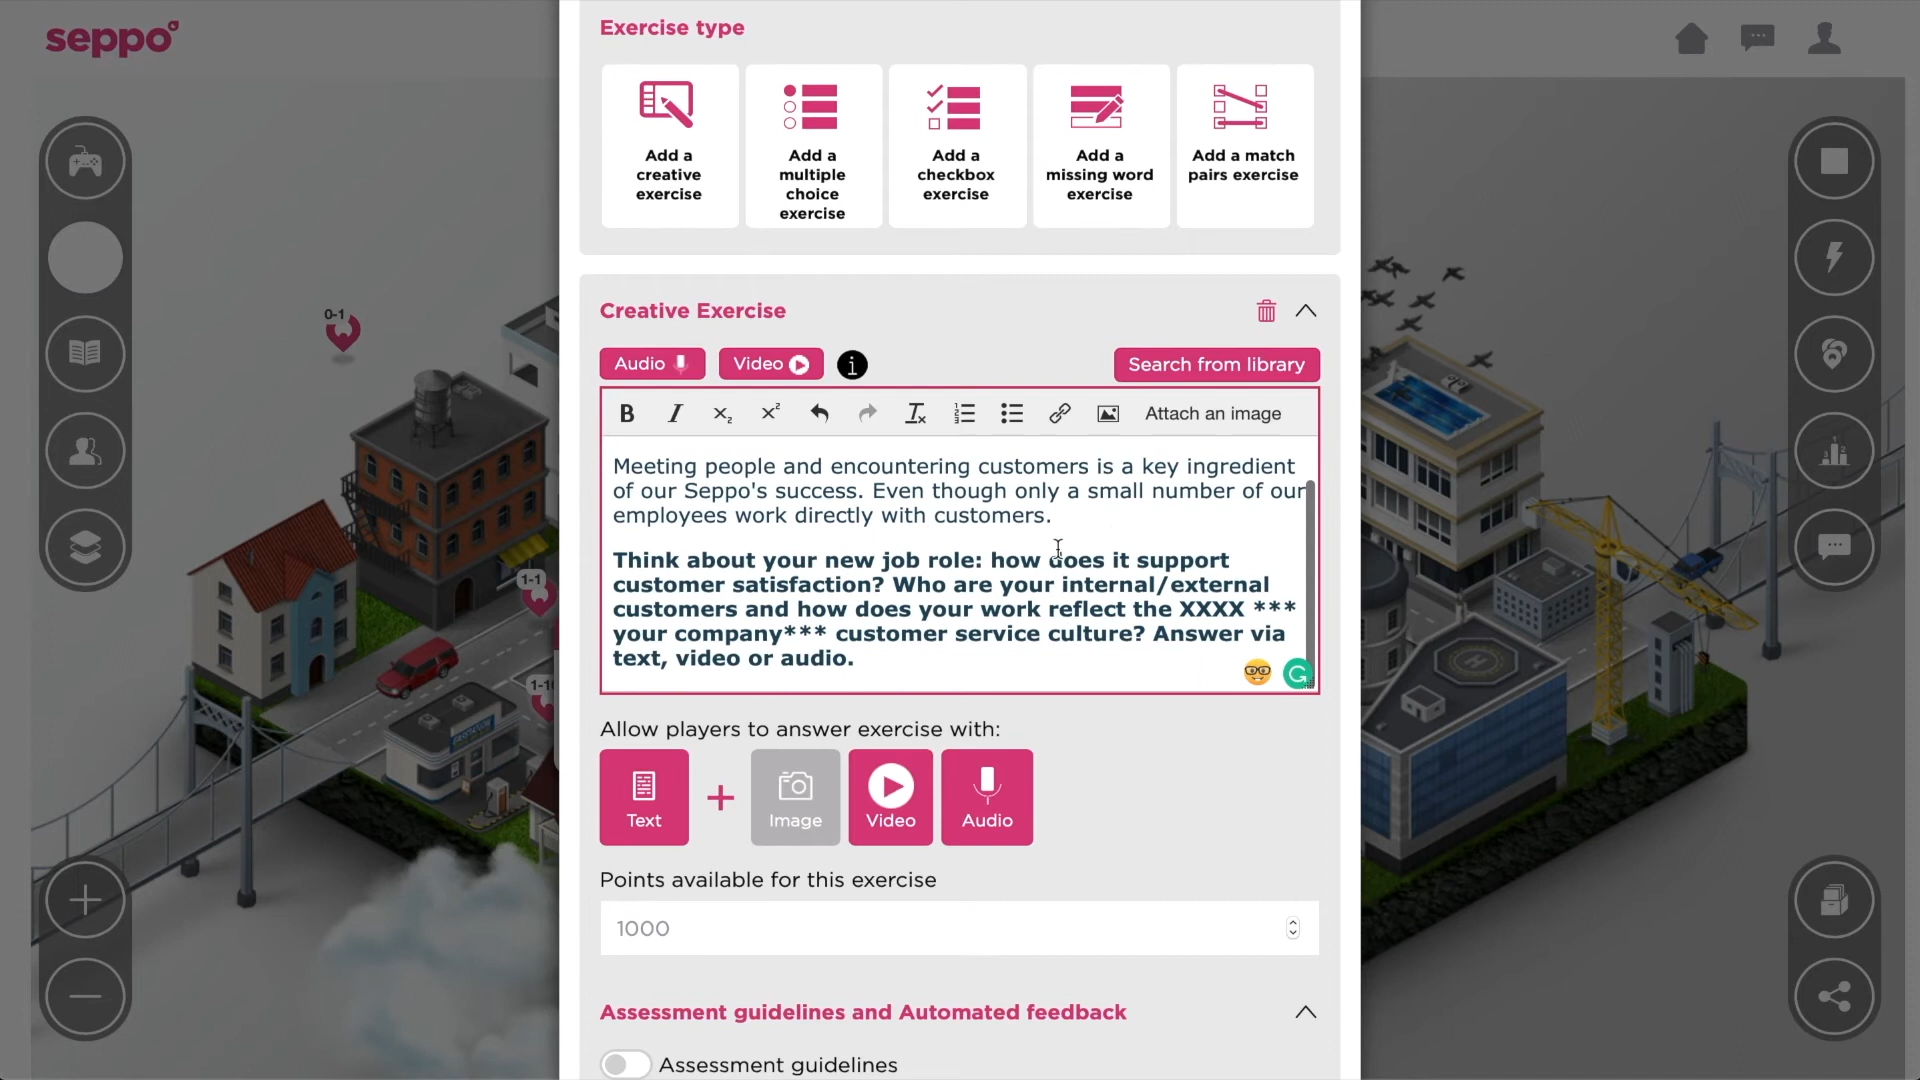 seppo
Exercise type
Add a
creative
exercise
Add a
multiple
choice
exercise
Add a
checkbox
exercise
Add a
missing word
exercise
Add a match
pairs exercise
Creative Exercise
Audio
Video
i
Search from library
B I X₂ X² Attach an image
Meeting people and encountering customers is a key ingredient
of our Seppo's success. Even though only a small number of our
employees work directly with customers.
Think about your new job role: how does it support
customer satisfaction? Who are your internal/external
customers and how does your work reflect the XXXX ***
your company*** customer service culture? Answer via
text, video or audio.
Allow players to answer exercise with:
Text
+
Image
Video
Audio
Points available for this exercise
1000
Assessment guidelines and Automated feedback
Assessment guidelines
0-1
1-1
H